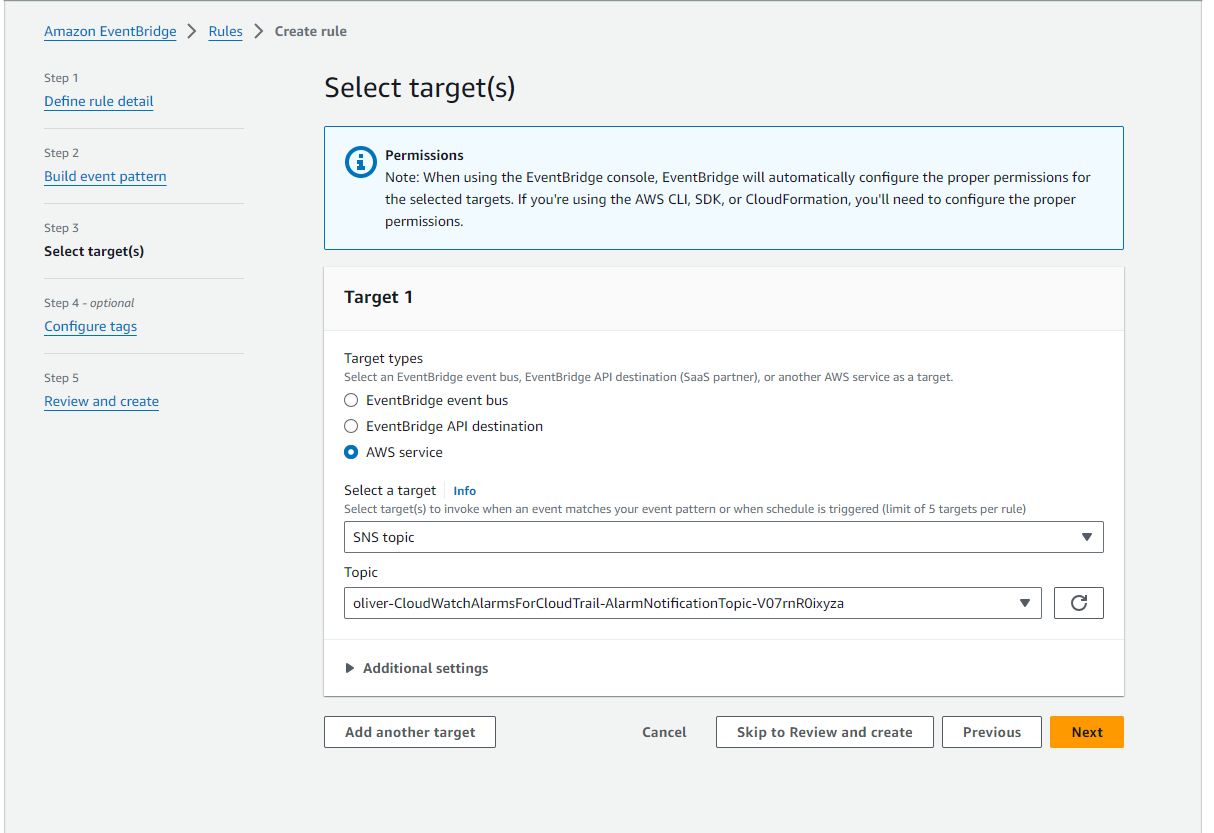 Amazon EventBridge > Rules > Create rule
Step 1
Define rule detail
Step 2
Build event pattern
Step 3
Select target(s)
Step 4 - optional
Configure tags
Step 5
Review and create
Select target(s)
Permissions
Note: When using the EventBridge console, EventBridge will automatically configure the proper permissions for
the selected targets. If you're using the AWS CLI, SDK, or CloudFormation, you'll need to configure the proper
permissions.
Target 1
Target types
Select an EventBridge event bus, EventBridge API destination (SaaS partner), or another AWS service as a target.
EventBridge event bus
EventBridge API destination
AWS service
Select a target Info
Select target(s) to invoke when an event matches your event pattern or when schedule is triggered (limit of 5 targets per rule)
SNS topic
Topic
oliver-CloudWatchAlarmsForCloudTrail-AlarmNotificationTopic-V07rnR0ixyza
Additional settings
Add another target Cancel Skip to Review and create Previous Next